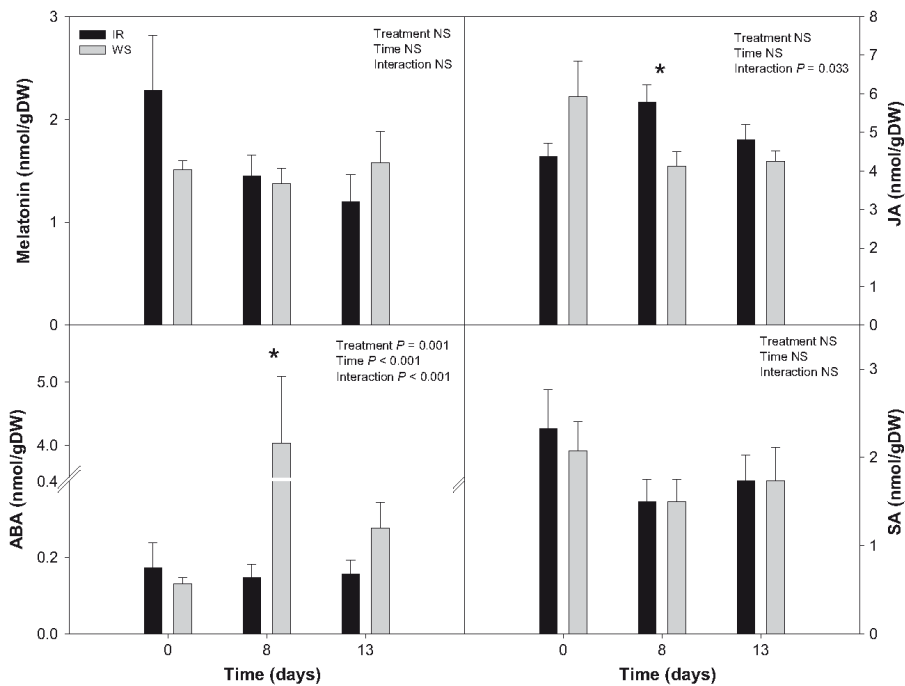 IR
WS
Treatment NS
Time NS
Interaction NS
3
2
1
0
Melatonin (nmol/gDW)
Treatment NS
Time NS
Interaction P = 0.033
*
8
7
6
5
4
3
2
1
0
JA (nmol/gDW)
Treatment P = 0.001
Time P < 0.001
Interaction P < 0.001
*
5.0
4.0
0.4
0.2
0.0
ABA (nmol/gDW)
0
8
13
Time (days)
Treatment NS
Time NS
Interaction NS
3
2
1
0
SA (nmol/gDW)
0
8
13
Time (days)